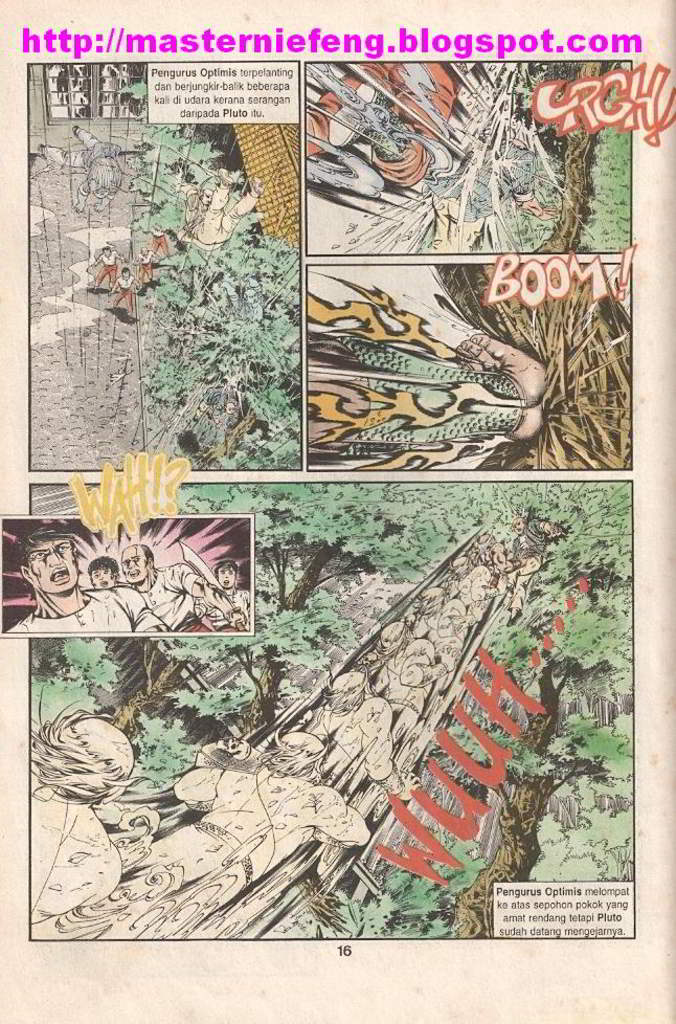 http://masterniefeng.blogspot.com
Pengurus Optimis terpelanting
dan berjungkir-balik beberapa
kali di udara kerana serangan
daripada Pluto itu.
URGH!
BOOM!
WAH!?
WUUH......
Pengurus Optimis melompat
ke atas sepohon pokok yang
amat rendang tetapi Pluto
sudah datang mengejarnya.
16